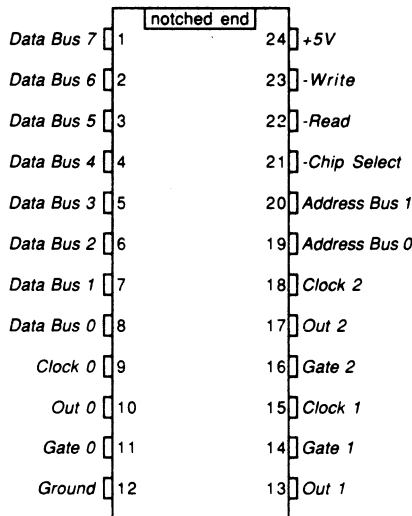 notched end
Data Bus 7 1 24 +5V
Data Bus 6 2 23 -Write
Data Bus 5 3 22 -Read
Data Bus 4 4 21 -Chip Select
Data Bus 3 5 20 Address Bus 1
Data Bus 2 6 19 Address Bus 0
Data Bus 1 7 18 Clock 2
Data Bus 0 8 17 Out 2
Clock 0 9 16 Gate 2
Out 0 10 15 Clock 1
Gate 0 11 14 Gate 1
Ground 12 13 Out 1